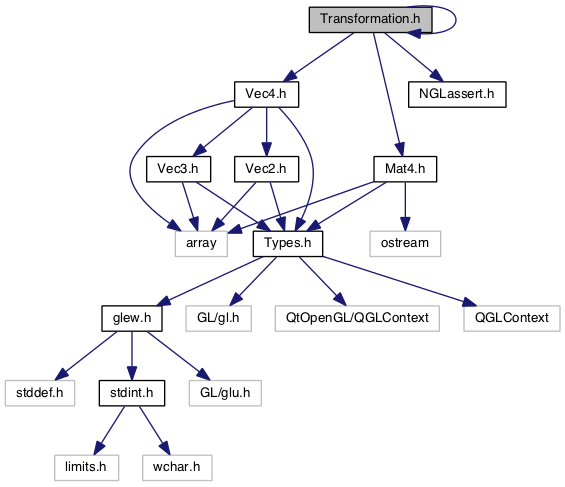 Transformation.h
Vec4.h
NGLassert.h
Vec3.h
Vec2.h
Mat4.h
array
Types.h
ostream
glew.h
GL/gl.h
QtOpenGL/QGLContext
QGLContext
stddef.h
stdint.h
GL/glu.h
limits.h
wchar.h